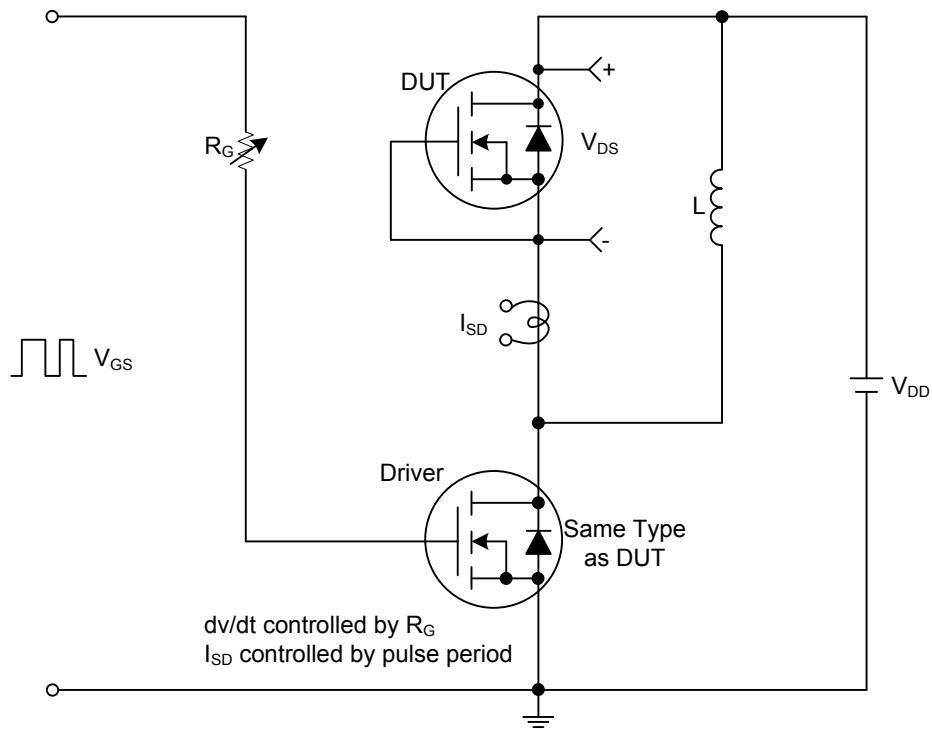 DUT
+
R_G
V_DS
L
-
I_SD
V_GS
V_DD
Driver
Same Type
as DUT
dv/dt controlled by R_G
I_SD controlled by pulse period